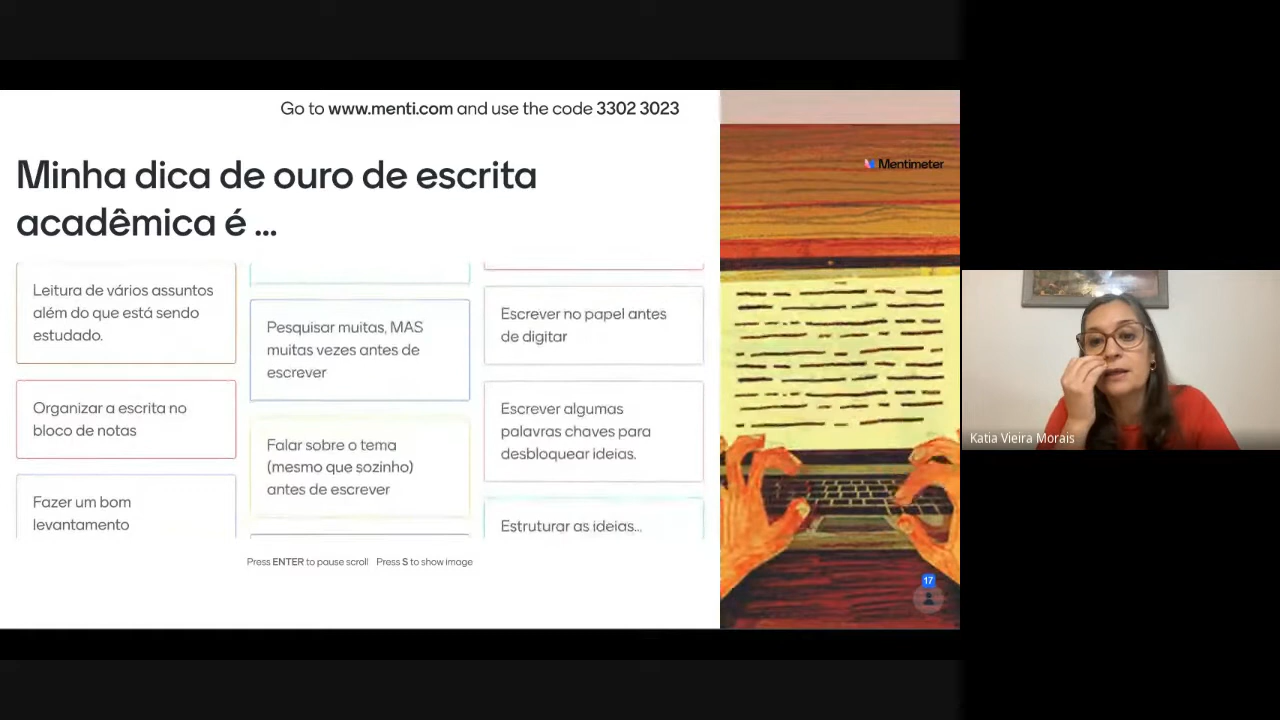 Go to www.menti.com and use the code 3302 3023
Mentimeter
Minha dica de ouro de escrita
acadêmica é ...
Leitura de vários assuntos
além do que está sendo
estudado.
Organizar a escrita no
bloco de notas
Fazer um bom
levantamento
Pesquisar muitas, MAS
muitas vezes antes de
escrever
Falar sobre o tema
(mesmo que sozinho)
antes de escrever
Escrever no papel antes
de digitar
Escrever algumas
palavras chaves para
desbloquear ideias.
Estruturar as ideias...
Press ENTER to pause scroll Press S to show image
17
Katia Vieira Morais